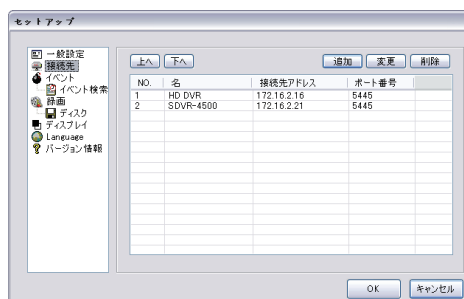 セットアップ
一般設定
接続先
イベント
イベント検索
録画
ディスク
ディスプレイ
Language
バージョン情報
上へ 下へ 追加 変更 削除
NO. 名 接続先アドレス ポート番号
1 HD DVR 172.16.2.16 5445
2 SDVR-4500 172.16.2.21 5445
OK キャンセル